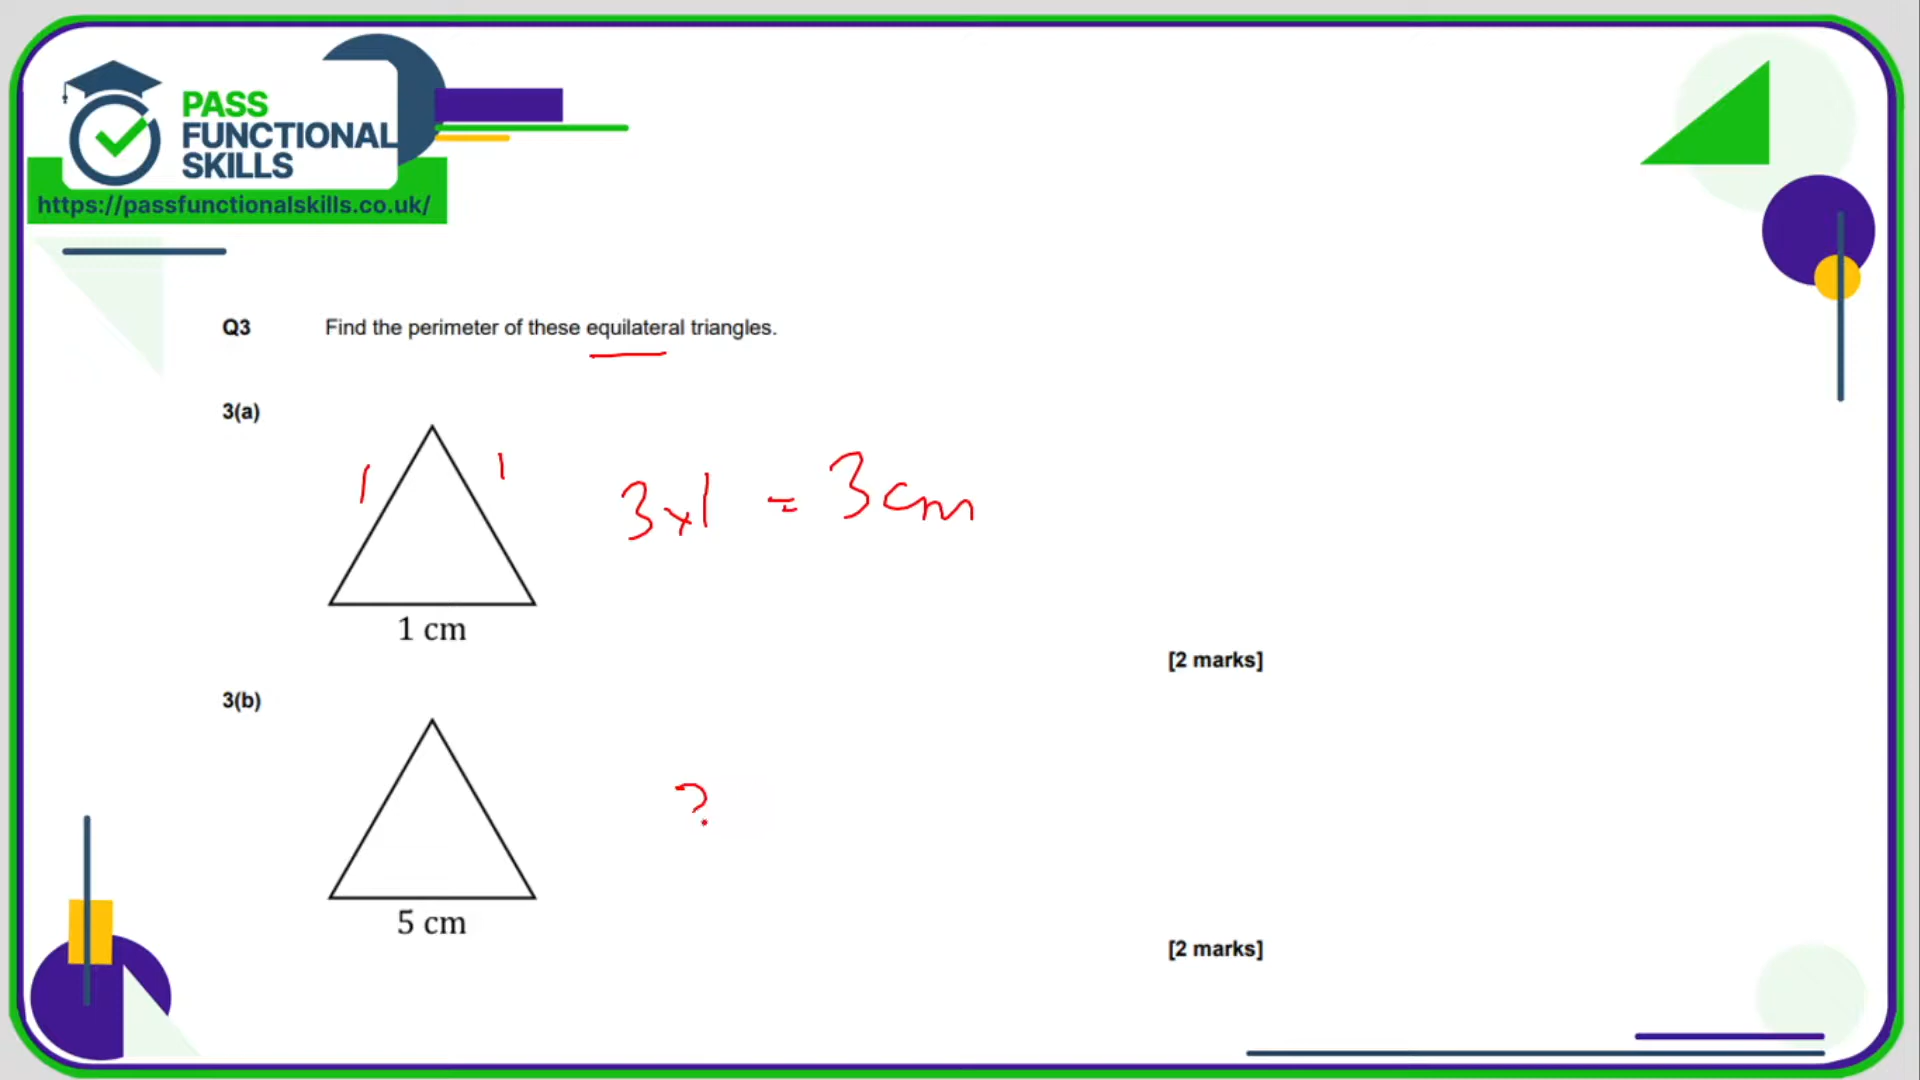 PASS
FUNCTIONAL
SKILLS
https://passfunctionalskills.co.uk/
Q3 Find the perimeter of these equilateral triangles.
3(a)
1 1
3x1 = 3cm
1 cm
[2 marks]
3(b)
?
5 cm
[2 marks]